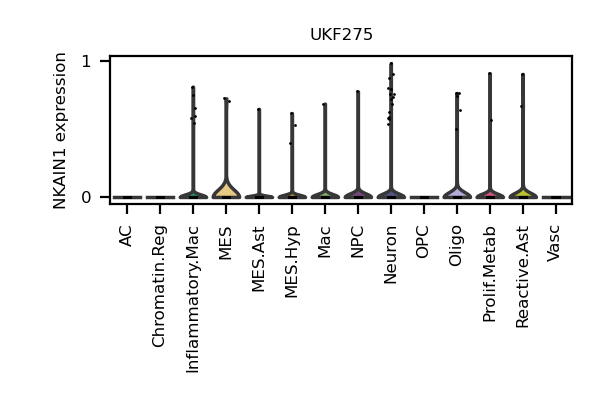 UKF275
NKAIN1 expression
1
0
AC
Chromatin.Reg
Inflammatory.Mac
MES
MES.Ast
MES.Hyp
Mac
NPC
Neuron
OPC
Oligo
Prolif.Metab
Reactive.Ast
Vasc